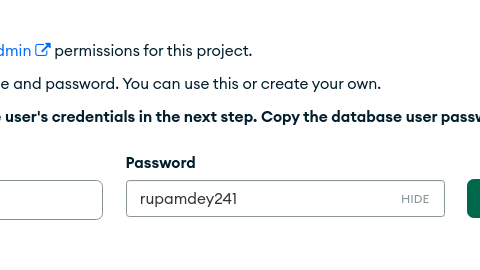 dmin permissions for this project.
e and password. You can use this or create your own.
user's credentials in the next step. Copy the database user passw
Password
rupamdey241 HIDE